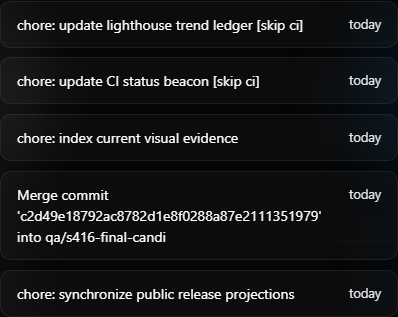 chore: update lighthouse trend ledger [skip ci] today
chore: update CI status beacon [skip ci] today
chore: index current visual evidence today
Merge commit today
'c2d49e18792ac8782d1e8f0288a87e2111351979'
into qa/s416-final-candi
chore: synchronize public release projections today